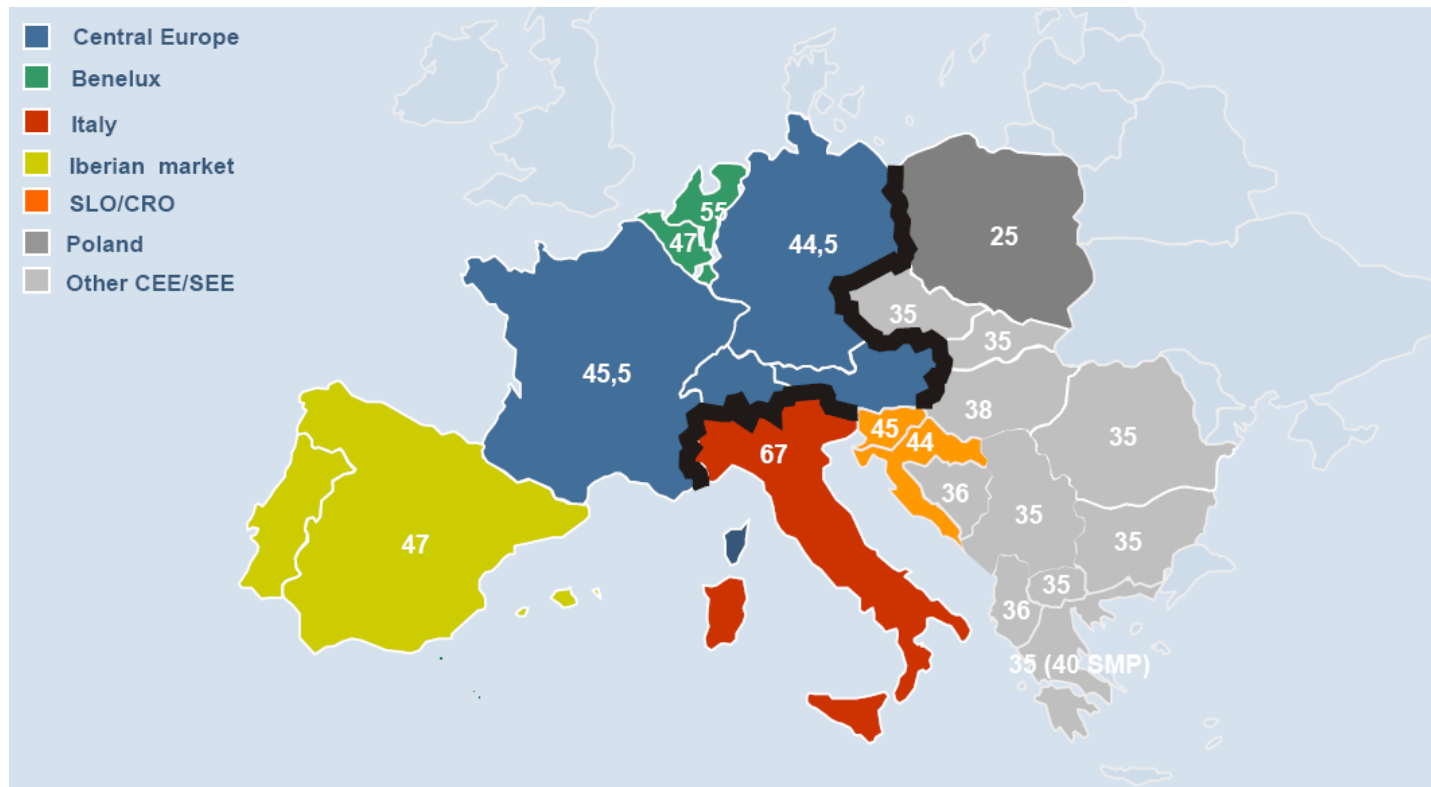 Central Europe
Benelux
Italy
Iberian market
SLO/CRO
Poland
Other CEE/SEE
55
47
44,5
25
35
35
45,5
38
45
44
67
35
36
35
47
35
35
36
35 (40 SMP)